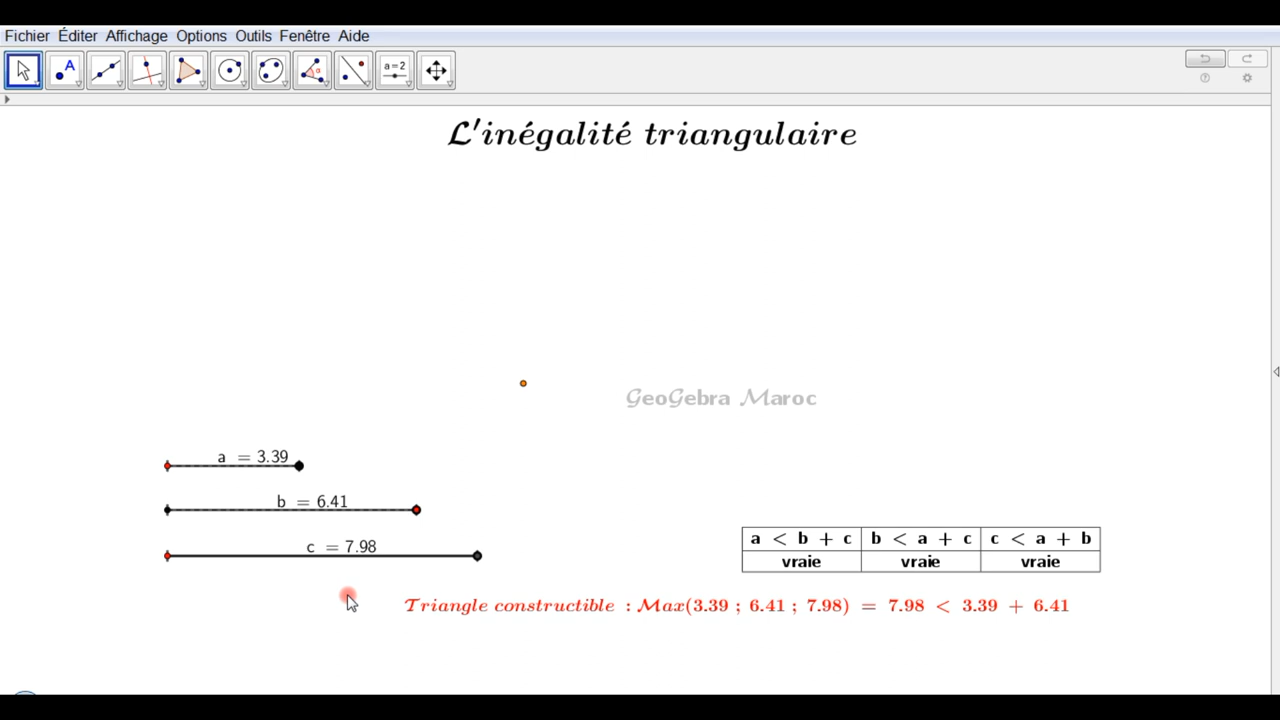 Fichier Éditer Affichage Options Outils Fenêtre Aide
A
a = 2
L'inégalité triangulaire
GeoGebra Maroc
a = 3.39
b = 6.41
c = 7.98
a < b + c b < a + c c < a + b
vraie vraie vraie
Triangle constructible : Max(3.39 ; 6.41 ; 7.98) = 7.98 < 3.39 + 6.41